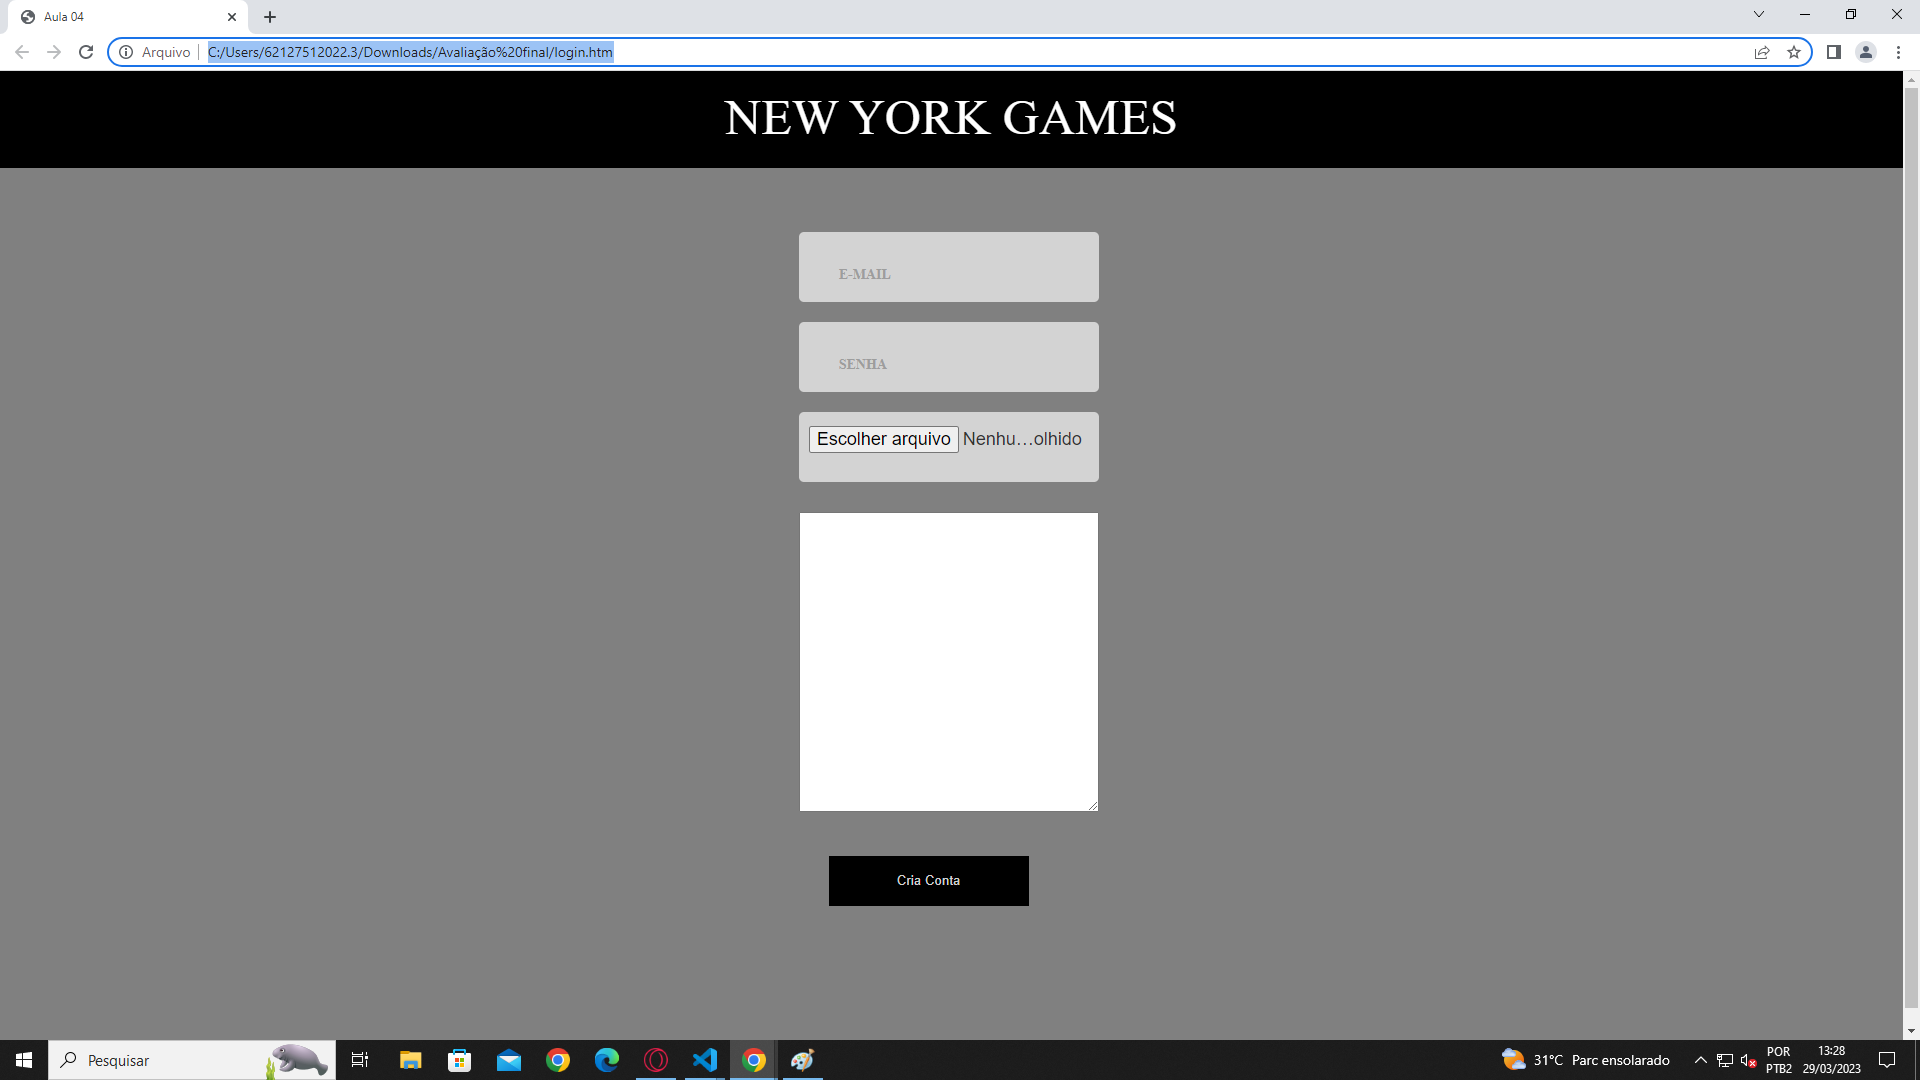 Aula 04
Arquivo
C:/Users/62127512022.3/Downloads/Avaliação%20final/login.htm
NEW YORK GAMES
E-MAIL
SENHA
Escolher arquivo Nenhu…olhido
Cria Conta
Pesquisar
31°C Parc ensolarado
POR
PTB2
13:28
29/03/2023